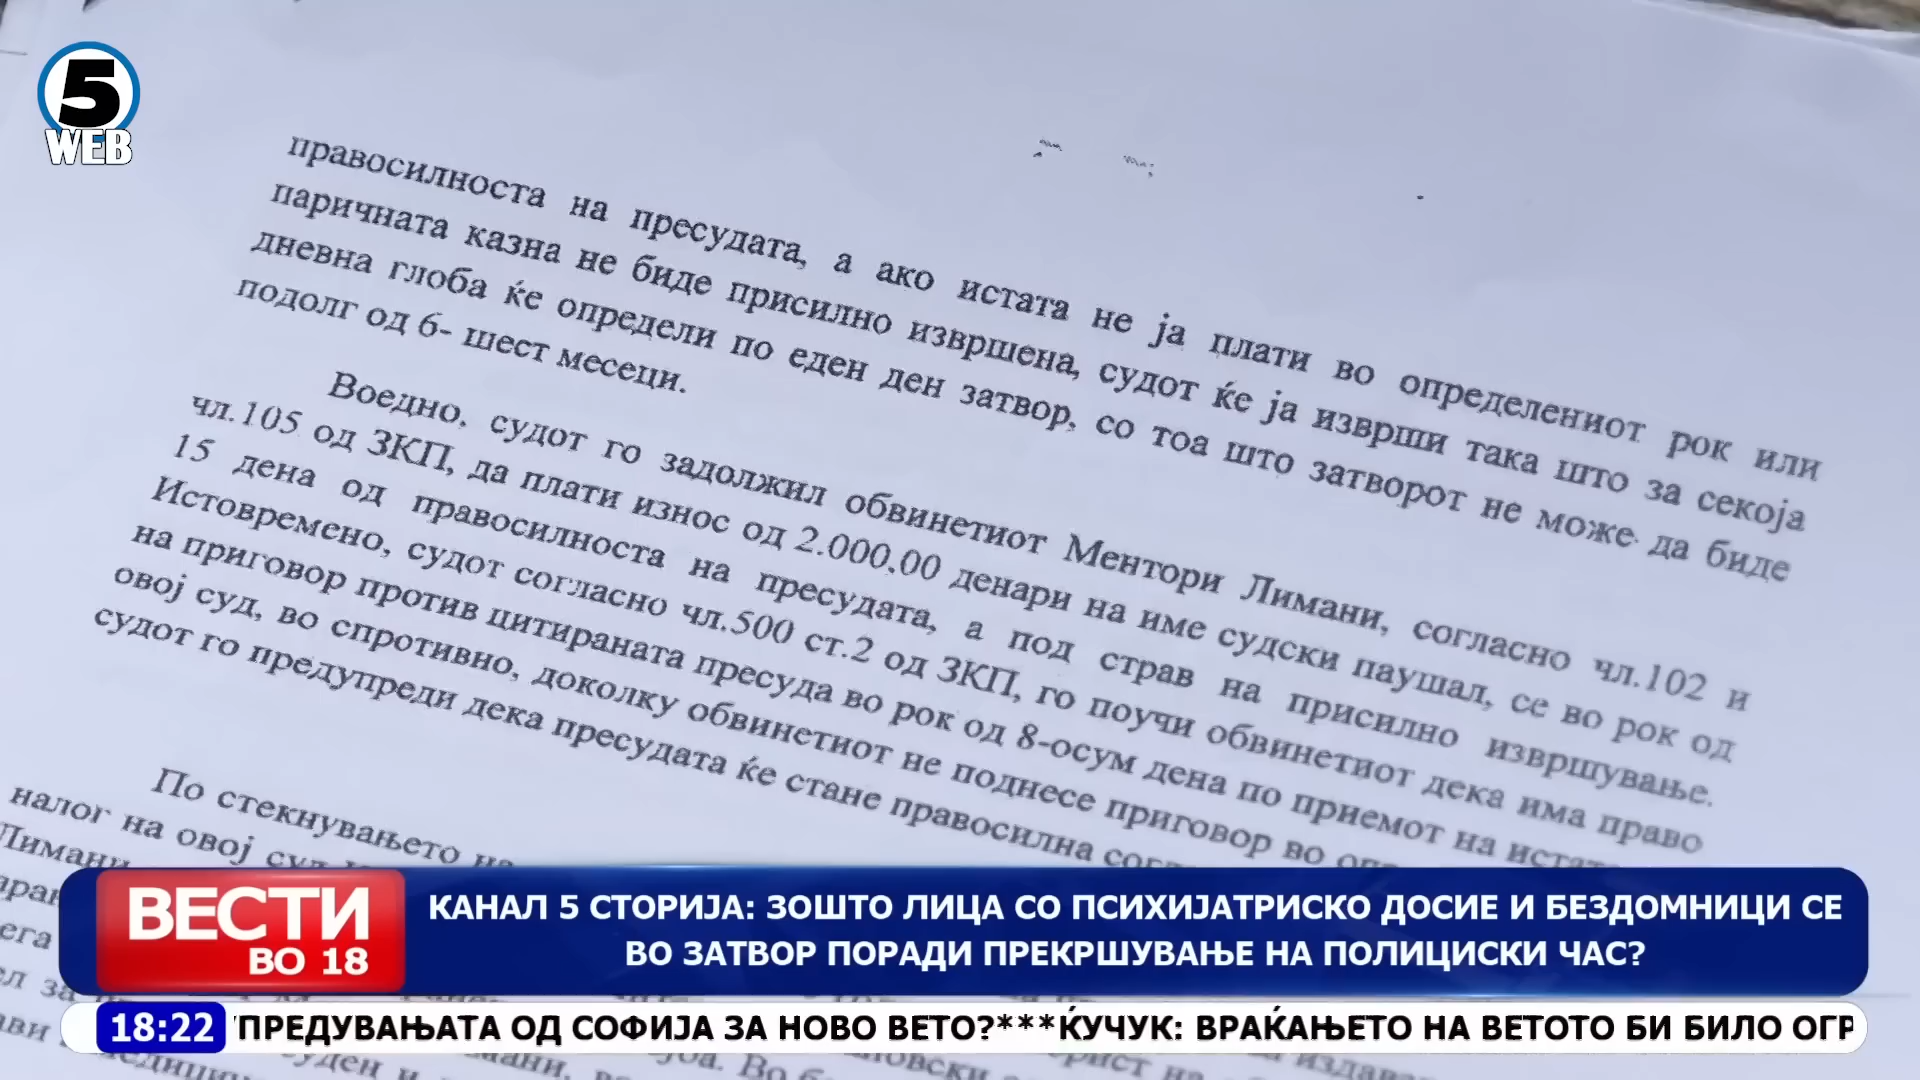 5
WEB
правосилноста на пресудата, а ако истата не ја плати во определениот рок или
паричната казна не биде присилно извршена, судот ќе ја изврши така што за секоја
дневна глоба ќе определи по еден ден затвор, со тоа што затворот не може да биде
подолг од 6- шест месеци.
Воедно, судот го задолжил обвинетиот Ментори Лимани, согласно чл.102 и
чл.105 од ЗКП, да плати износ од 2.000,00 денари на име судски паушал, се во рок од
15 дена од правосилноста на пресудата, а под страв на присилно извршување.
Истовремено, судот согласно чл.500 ст.2 од ЗКП, го поучи обвинетиот дека има право
на приговор против цитираната пресуда во рок од 8-осум дена по приемот на
овој суд, во спротивно, доколку обвинетиот не поднесе приговор во
судот го предупреди дека пресудата ќе стане правосилна
По стекнувањето на
налог на овој суд
Лимани
ВЕСТИ
ВО 18
КАНАЛ 5 СТОРИЈА: ЗОШТО ЛИЦА СО ПСИХИЈАТРИСКО ДОСИЕ И БЕЗДОМНИЦИ СЕ
ВО ЗАТВОР ПОРАДИ ПРЕКРШУВАЊЕ НА ПОЛИЦИСКИ ЧАС?
18:22 УПРЕДУВАЊАТА ОД СОФИЈА ЗА НОВО ВЕТО?***ЌУЧУК: ВРАЌАЊЕТО НА ВЕТОТО БИ БИЛО ОГР